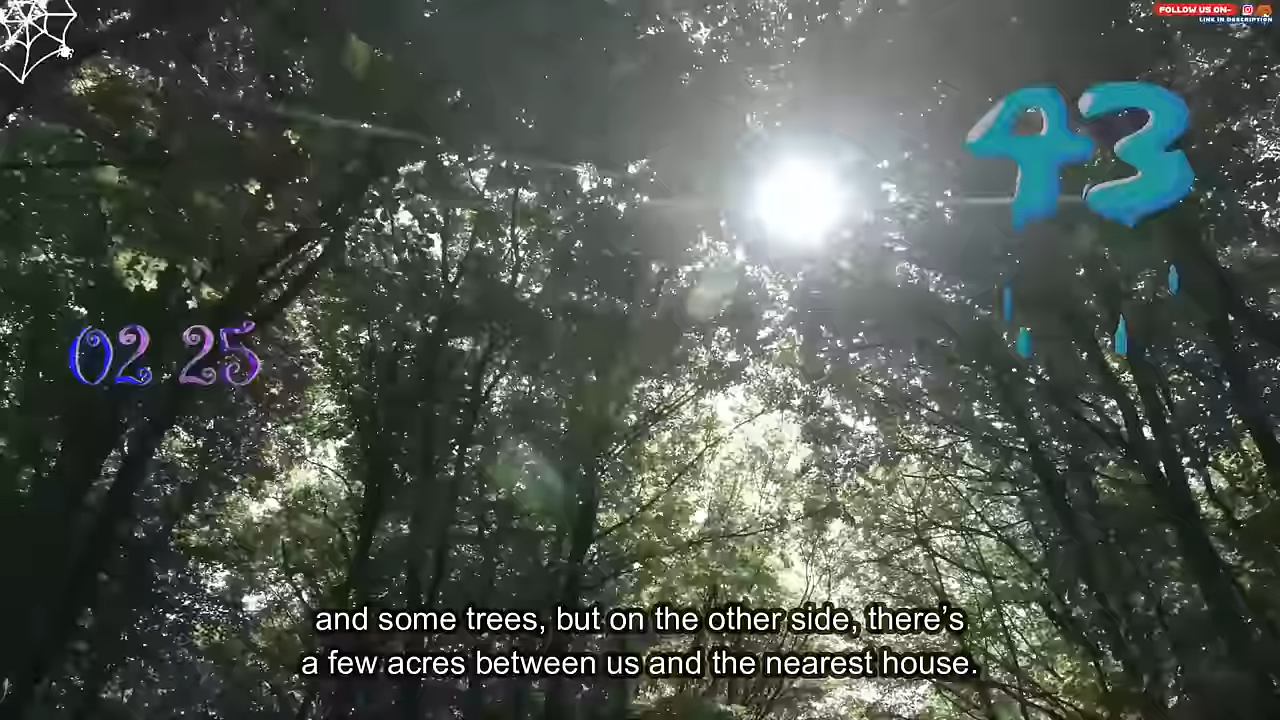 FOLLOW US ON-
LINK IN DESCRIPTION
43
02 25
and some trees, but on the other side, there's
a few acres between us and the nearest house.